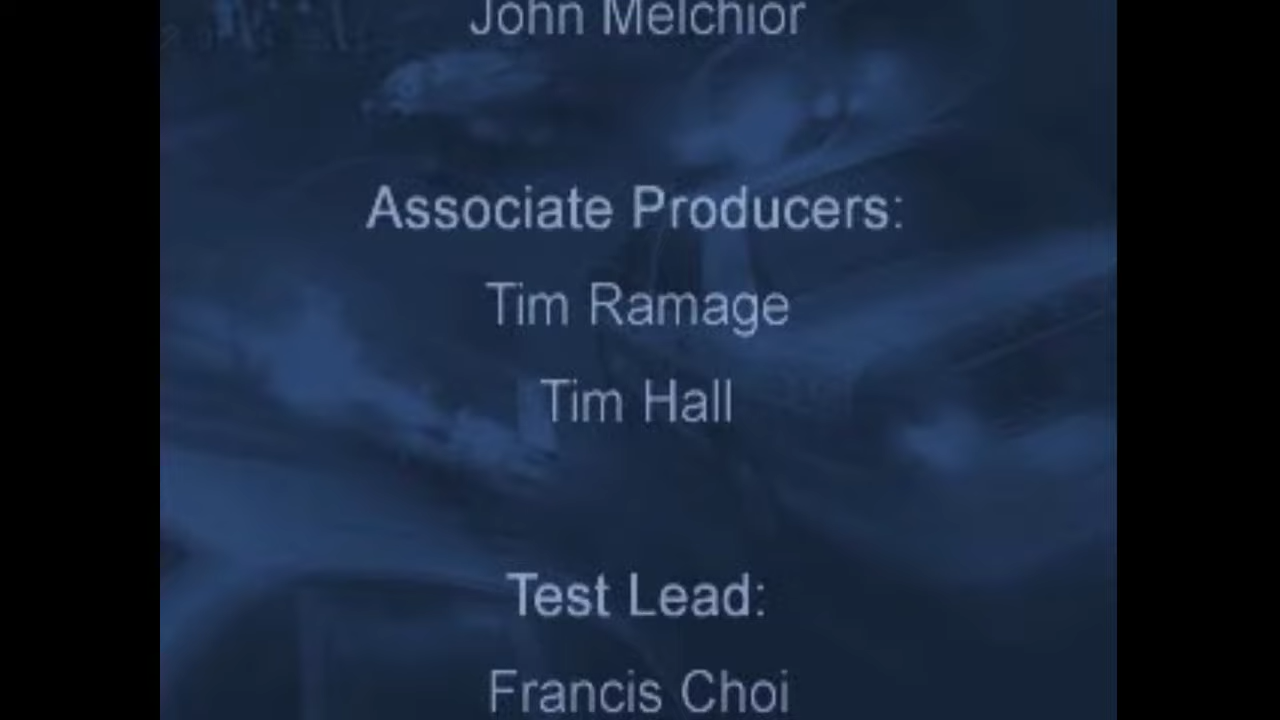 John Melchior
Associate Producers:
Tim Ramage
Tim Hall
Test Lead:
Francis Choi